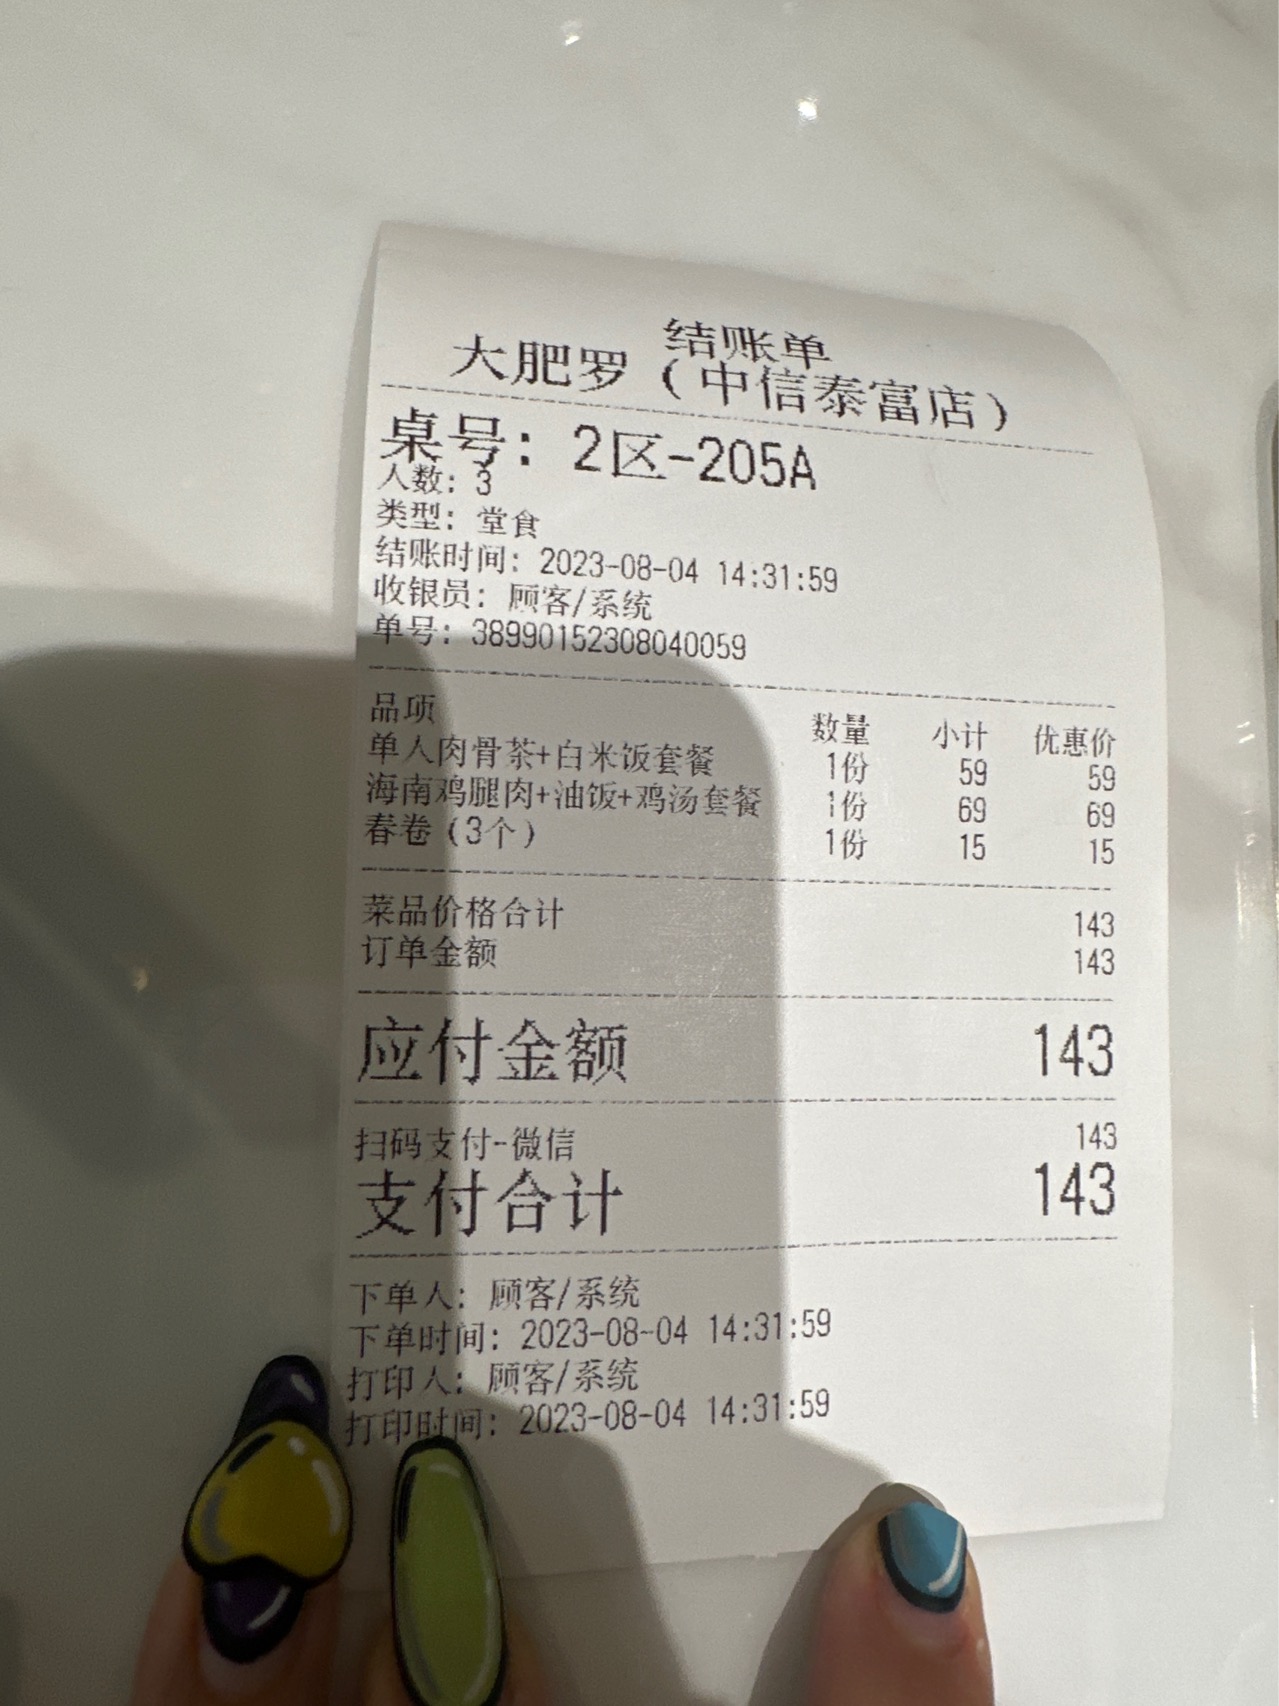 结账单
大肥罗（中信泰富店）
桌号：2区-205A
人数：3
类型：堂食
结账时间：2023-08-04 14:31:59
收银员：顾客/系统
单号：38990152308040059
品项 数量 小计 优惠价
单人肉骨茶+白米饭套餐 1份 59 59
海南鸡腿肉+油饭+鸡汤套餐 1份 69 69
春卷（3个） 1份 15 15
菜品价格合计 143
订单金额 143
应付金额 143
扫码支付-微信 143
支付合计 143
下单人：顾客/系统
下单时间：2023-08-04 14:31:59
打印人：顾客/系统
打印时间：2023-08-04 14:31:59